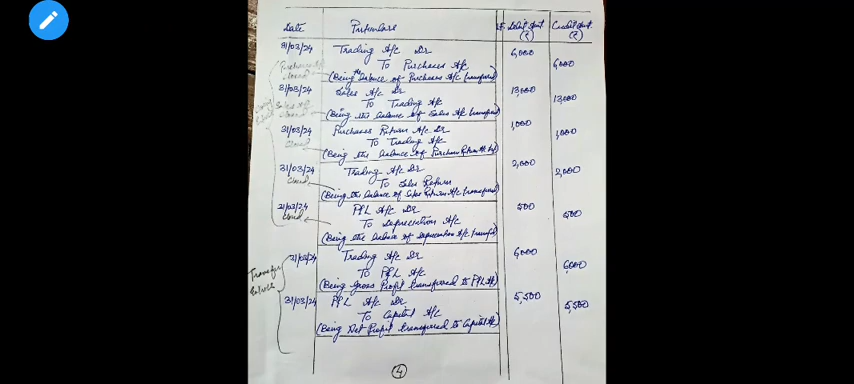 Date Particulars Debit Amt. (₹) Credit Amt. (₹)
31/03/24 Trading A/c Dr 6,000
To Purchases A/c 6,000
(Being the Balance of Purchases A/c transferred)
31/03/24 Sales A/c Dr 13,000
To Trading A/c 13,000
(Being the balance of Sales A/c transferred)
31/03/24 Purchases Return A/c Dr 1,000
closed To Trading A/c 1,000
(Being the balance of Purchases Return A/c
31/03/24 Trading A/c Dr 2,000
closed To Sales Return 2,000
(Being the balance of Sales Return A/c transferred)
31/03/24 P&L A/c Dr 500
closed To Depreciation A/c 500
(Being the balance of Depreciation A/c
31/03/24 Trading A/c Dr 6000
To P&L A/c 6,000
(Being Gross Profit transferred to P&L A/c)
31/03/24 P&L A/c Dr 5,500
To Capital A/c 5,500
(Being Net Profit transferred to Capital A/c)
Transfer
4